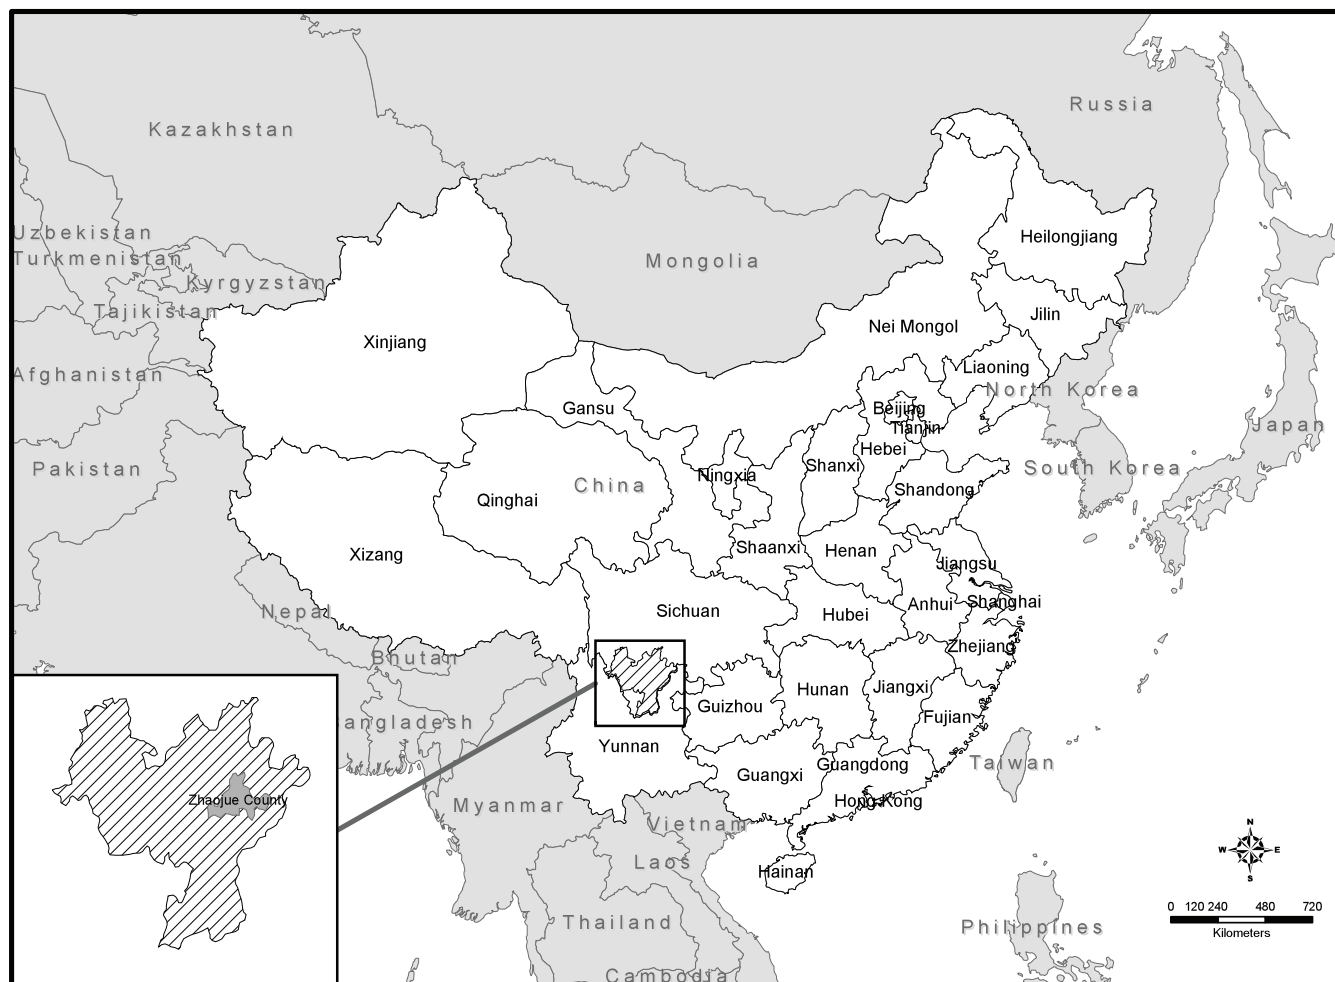 Russia
Kazakhstan
Uzbekistan
Turkmenistan
Kyrgyzstan
Tajikistan
Afghanistan
Pakistan
Mongolia
Heilongjiang
Jilin
Nei Mongol
Liaoning
North Korea
Japan
South Korea
Xinjiang
Gansu
Beijing
Tianjin
Hebei
Shanxi
Ningxia
Shandong
China
Qinghai
Xizang
Shaanxi
Henan
Jiangsu
Shanghai
Anhui
Hubei
Sichuan
Zhejiang
Nepal
Bhutan
Bangladesh
Hunan
Jiangxi
Guizhou
Fujian
Yunnan
Guangxi
Guangdong
Hong Kong
Taiwan
Myanmar
Vietnam
Laos
Hainan
Thailand
Cambodia
Philippines
Zhaojue County
N
W E
S
0 120 240 480 720
Kilometers